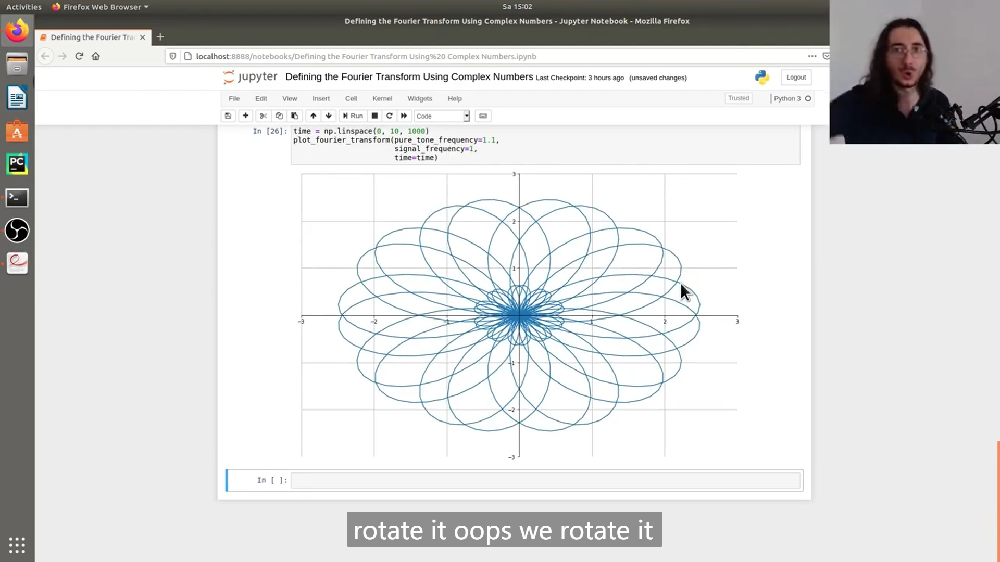 Activities Firefox Web Browser Sa 15:02
Defining the Fourier Transform Using Complex Numbers - Jupyter Notebook - Mozilla Firefox
Defining the Fourier Tra
localhost:8888/notebooks/Defining the Fourier Transform Using%20 Complex Numbers.ipynb
jupyter Defining the Fourier Transform Using Complex Numbers Last Checkpoint: 3 hours ago (unsaved changes) Logout
File Edit View Insert Cell Kernel Widgets Help Trusted Python 3
Run Code
In [26]: time = np.linspace(0, 10, 1000)
plot_fourier_transform(pure_tone_frequency=1.1,
signal_frequency=1,
time=time)
3
2
1
−3 −2 −1 1 2 3
−1
−2
−3
In [ ]:
PC
rotate it oops we rotate it